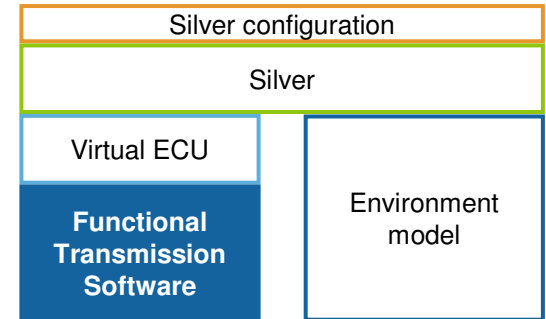 Silver configuration
Silver
Virtual ECU
Functional
Transmission
Software
Environment
model